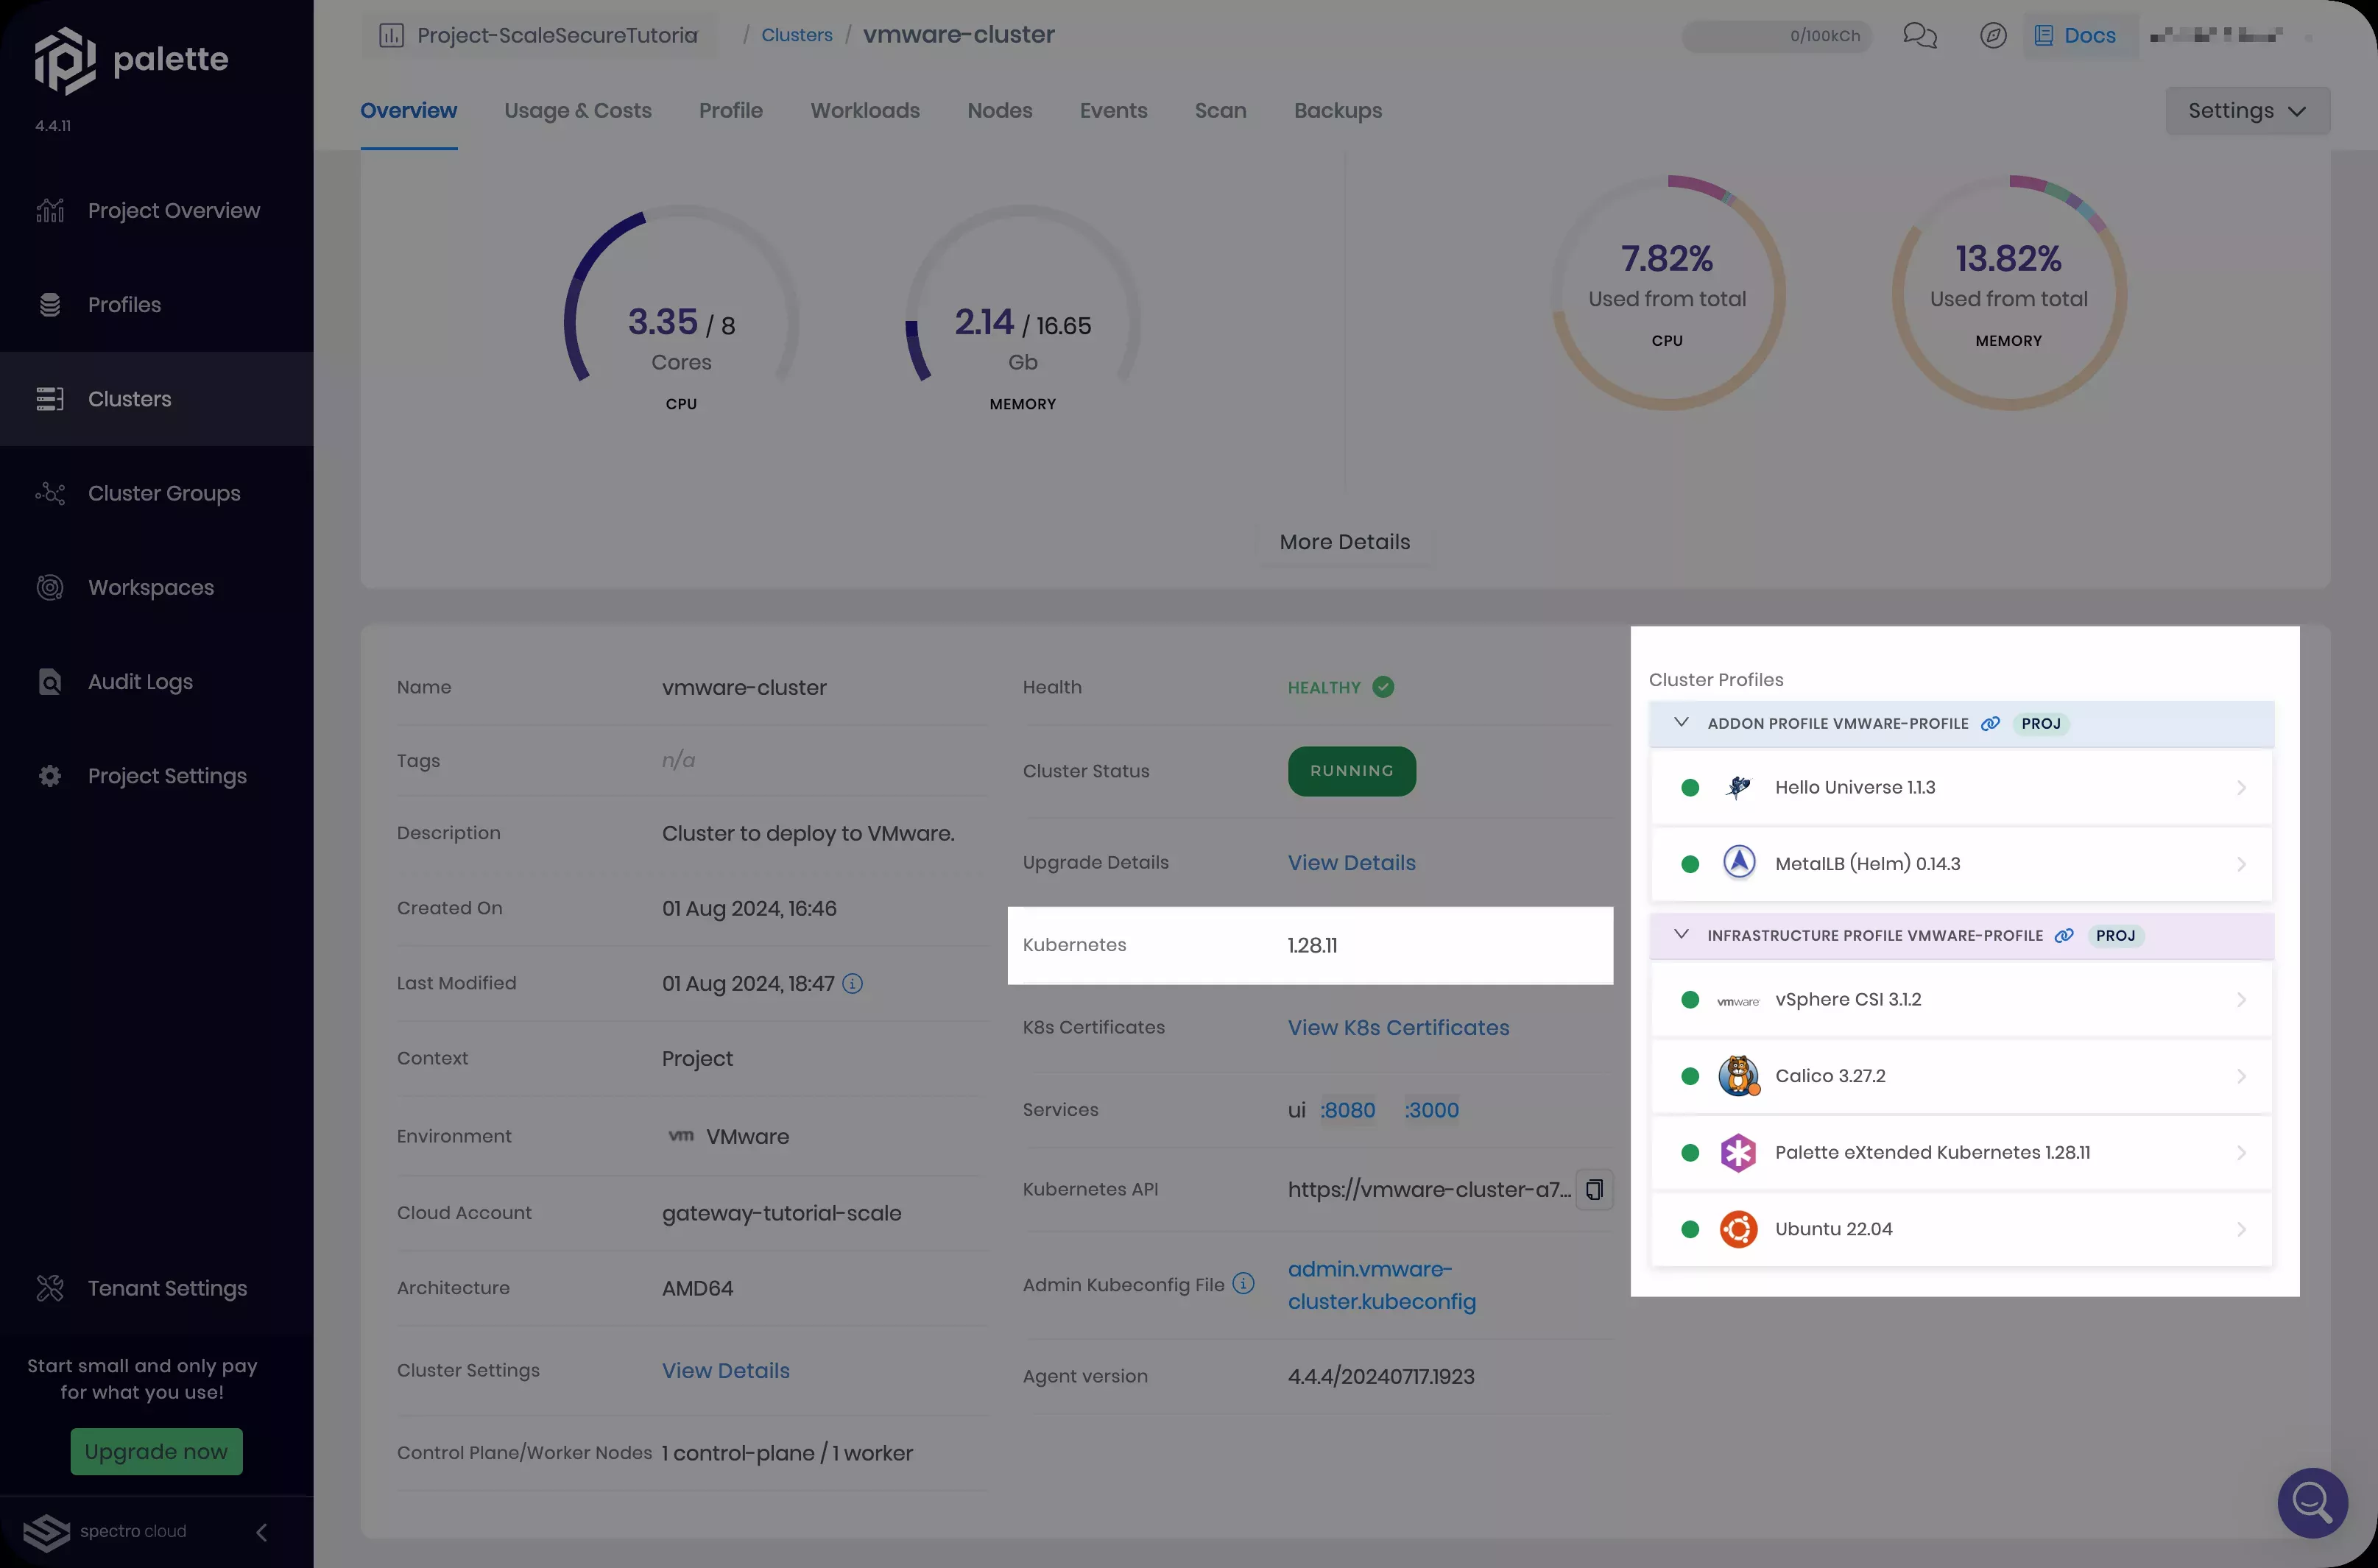 palette
4.4.11
Project Overview
Profiles
Clusters
Cluster Groups
Workspaces
Audit Logs
Project Settings
Tenant Settings
Start small and only pay
for what you use!
Upgrade now
spectro cloud
Project-ScaleSecureTutoria
/ Clusters / vmware-cluster
0/100kCh
Docs
Overview
Usage & Costs
Profile
Workloads
Nodes
Events
Scan
Backups
Settings
3.35 / 8
Cores
CPU
2.14 / 16.65
Gb
MEMORY
7.82%
Used from total
CPU
13.82%
Used from total
MEMORY
More Details
Name vmware-cluster
Tags n/a
Description Cluster to deploy to VMware.
Created On 01 Aug 2024, 16:46
Last Modified 01 Aug 2024, 18:47
Context Project
Environment vm VMware
Cloud Account gateway-tutorial-scale
Architecture AMD64
Cluster Settings View Details
Control Plane/Worker Nodes 1 control-plane / 1 worker
Health HEALTHY
Cluster Status RUNNING
Upgrade Details View Details
Kubernetes 1.28.11
K8s Certificates View K8s Certificates
Services ui :8080 :3000
Kubernetes API https://vmware-cluster-a7...
Admin Kubeconfig File admin.vmware-
cluster.kubeconfig
Agent version 4.4.4/20240717.1923
Cluster Profiles
ADDON PROFILE VMWARE-PROFILE PROJ
Hello Universe 1.1.3
MetalLB (Helm) 0.14.3
INFRASTRUCTURE PROFILE VMWARE-PROFILE PROJ
vmware vSphere CSI 3.1.2
Calico 3.27.2
Palette eXtended Kubernetes 1.28.11
Ubuntu 22.04